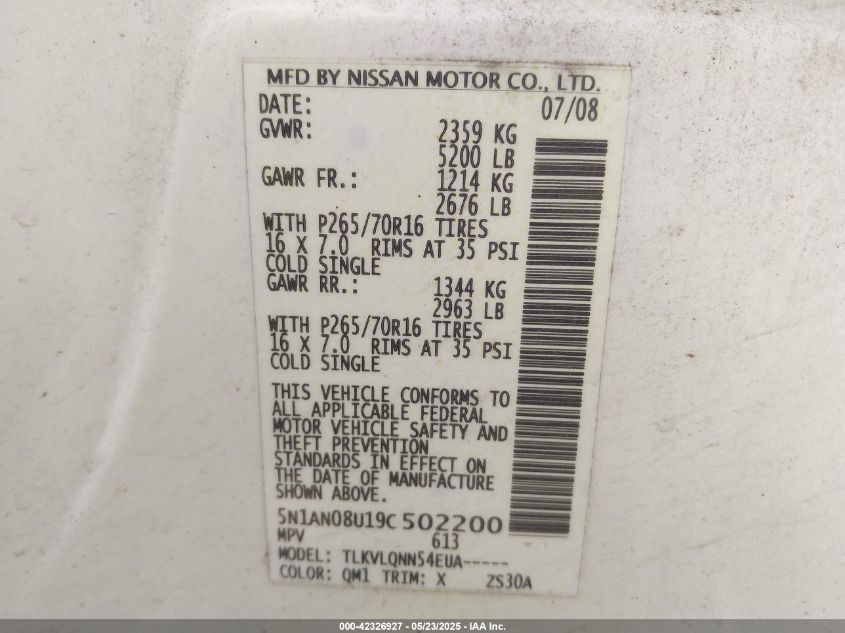 MFD BY NISSAN MOTOR CO., LTD.
DATE: 07/08
GVWR: 2359 KG
5200 LB
GAWR FR.: 1214 KG
2676 LB
WITH P265/70R16 TIRES
16 X 7.0 RIMS AT 35 PSI
COLD SINGLE
GAWR RR.: 1344 KG
2963 LB
WITH P265/70R16 TIRES
16 X 7.0 RIMS AT 35 PSI
COLD SINGLE
THIS VEHICLE CONFORMS TO
ALL APPLICABLE FEDERAL
MOTOR VEHICLE SAFETY AND
THEFT PREVENTION
STANDARDS IN EFFECT ON
THE DATE OF MANUFACTURE
SHOWN ABOVE.
5N1AN08U19C502200
MPV 613
MODEL: TLKVLQNN54EUA-----
COLOR: QM1 TRIM: X ZS30A
000-42326927 - 05/23/2025 - IAA Inc.